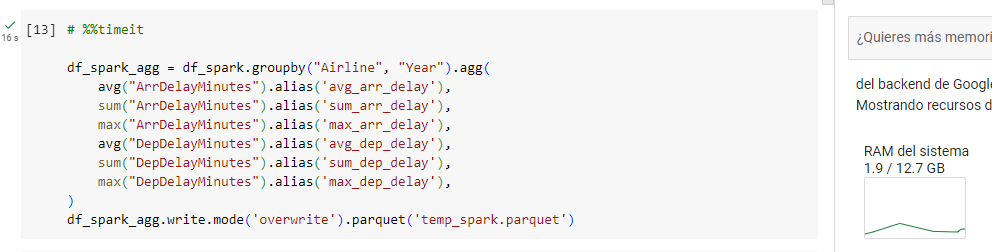 [13] # %%timeit
16 s
df_spark_agg = df_spark.groupby("Airline", "Year").agg(
avg("ArrDelayMinutes").alias('avg_arr_delay'),
sum("ArrDelayMinutes").alias('sum_arr_delay'),
max("ArrDelayMinutes").alias('max_arr_delay'),
avg("DepDelayMinutes").alias('avg_dep_delay'),
sum("DepDelayMinutes").alias('sum_dep_delay'),
max("DepDelayMinutes").alias('max_dep_delay'),
)
df_spark_agg.write.mode('overwrite').parquet('temp_spark.parquet')
¿Quieres más memori
del backend de Google
Mostrando recursos d
RAM del sistema
1.9 / 12.7 GB